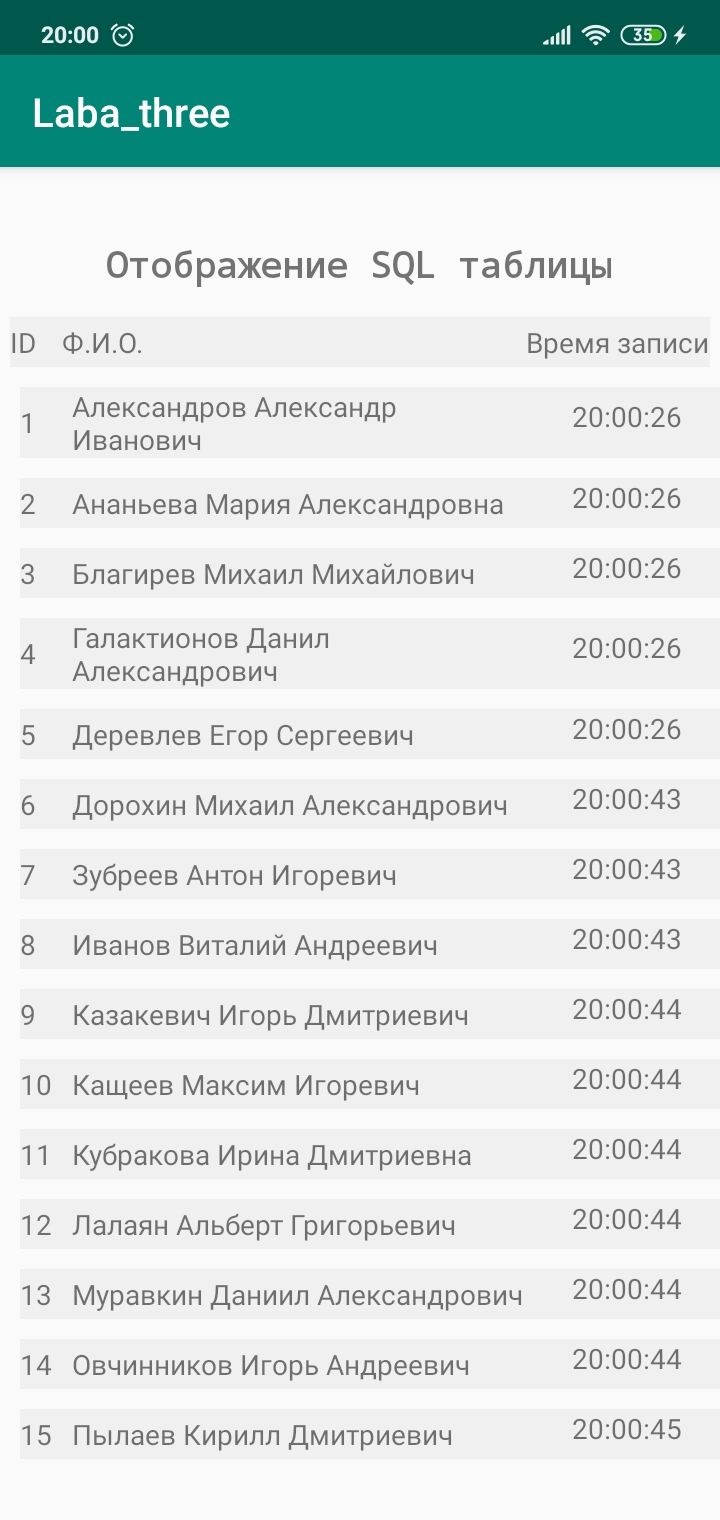 20:00 35
Laba_three
Отображение SQL таблицы
ID Ф.И.О. Время записи
1 Александров Александр 20:00:26
Иванович
2 Ананьева Мария Александровна 20:00:26
3 Благирев Михаил Михайлович 20:00:26
4 Галактионов Данил 20:00:26
Александрович
5 Деревлев Егор Сергеевич 20:00:26
6 Дорохин Михаил Александрович 20:00:43
7 Зубреев Антон Игоревич 20:00:43
8 Иванов Виталий Андреевич 20:00:43
9 Казакевич Игорь Дмитриевич 20:00:44
10 Кащеев Максим Игоревич 20:00:44
11 Кубракова Ирина Дмитриевна 20:00:44
12 Лалаян Альберт Григорьевич 20:00:44
13 Муравкин Даниил Александрович 20:00:44
14 Овчинников Игорь Андреевич 20:00:44
15 Пылаев Кирилл Дмитриевич 20:00:45